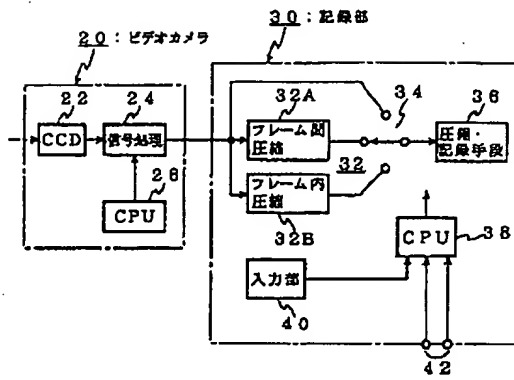 30:記録部
20:ビデオカメラ
22
24
32A
34
36
CCD
信号処理
フレーム間
圧縮
圧縮・
記録手段
32
フレーム内
圧縮
26
CPU
32B
CPU
38
入力部
40
42